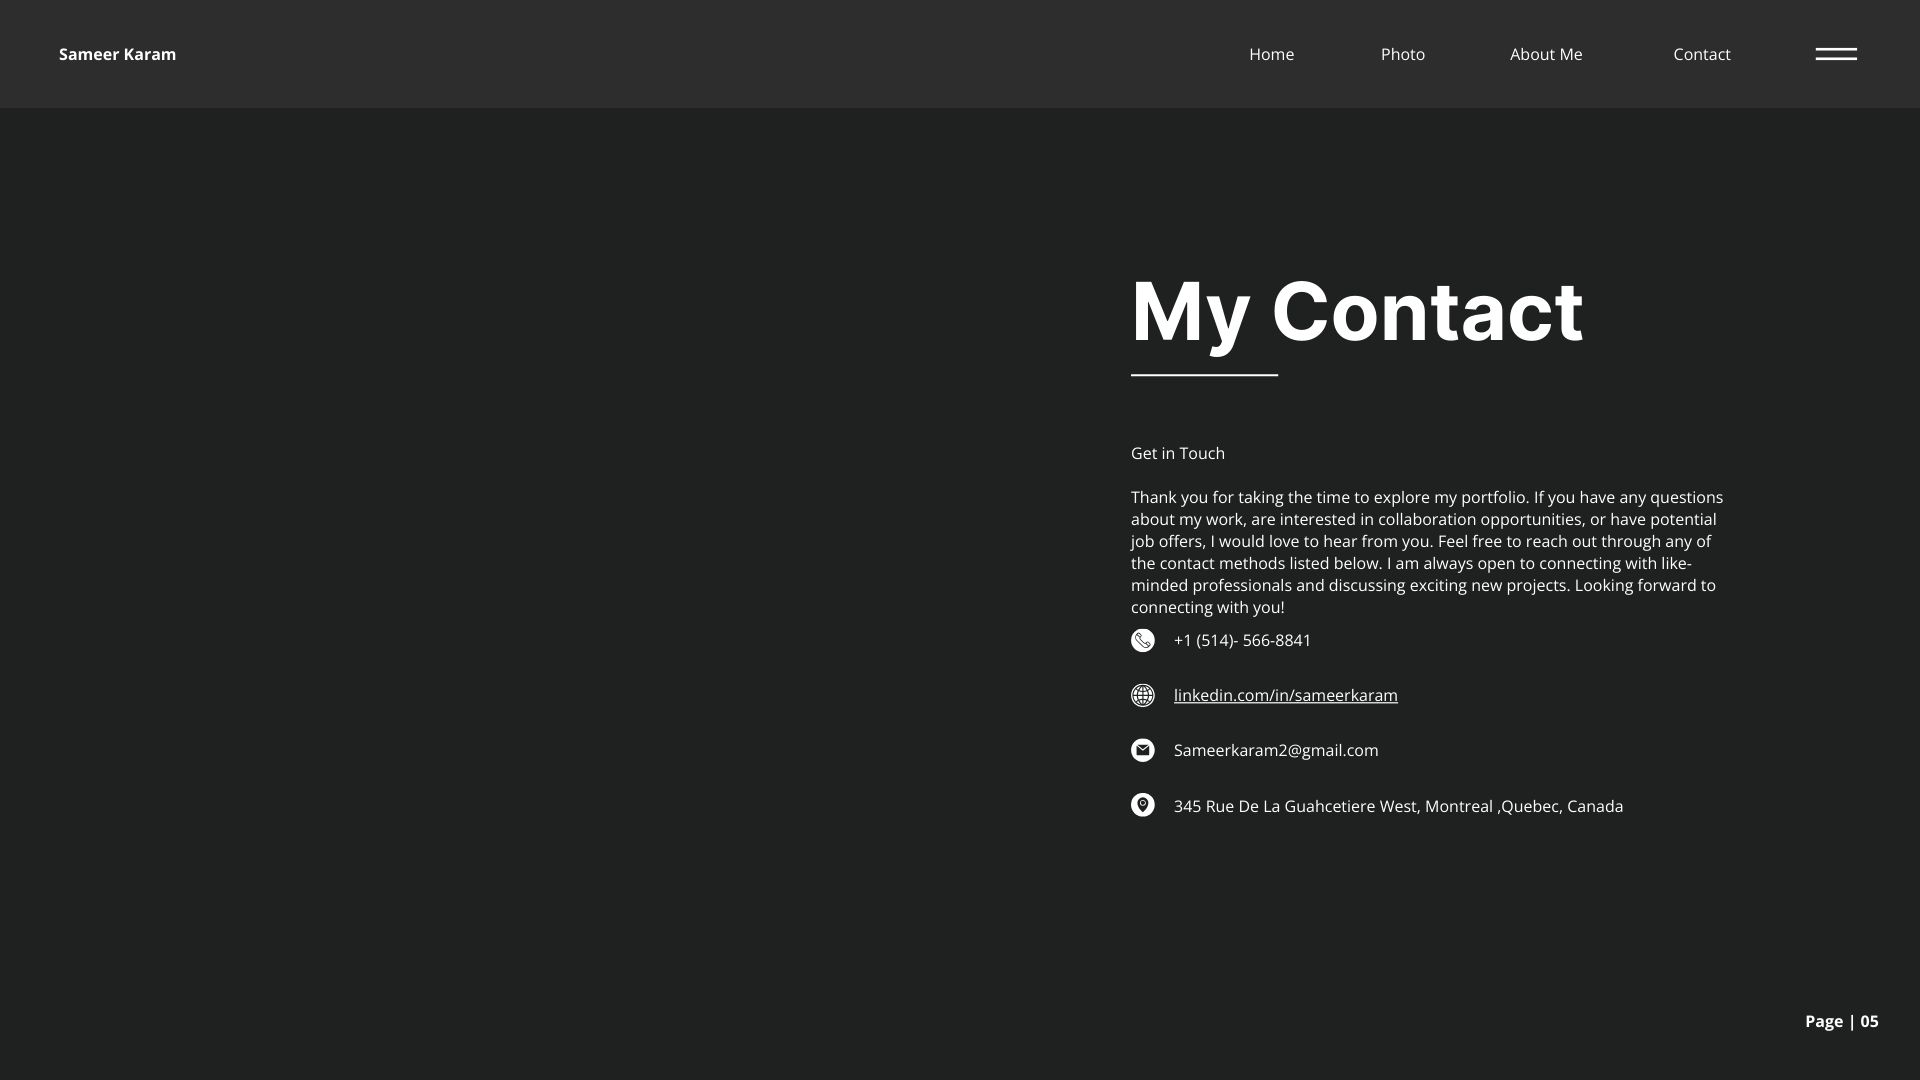 Sameer Karam
Home
Photo
About Me
Contact
My Contact
Get in Touch
Thank you for taking the time to explore my portfolio. If you have any questions
about my work, are interested in collaboration opportunities, or have potential
job offers, I would love to hear from you. Feel free to reach out through any of
the contact methods listed below. I am always open to connecting with like-
minded professionals and discussing exciting new projects. Looking forward to
connecting with you!
+1 (514)- 566-8841
linkedin.com/in/sameerkaram
Sameerkaram2@gmail.com
345 Rue De La Guahcetiere West, Montreal ,Quebec, Canada
Page | 05